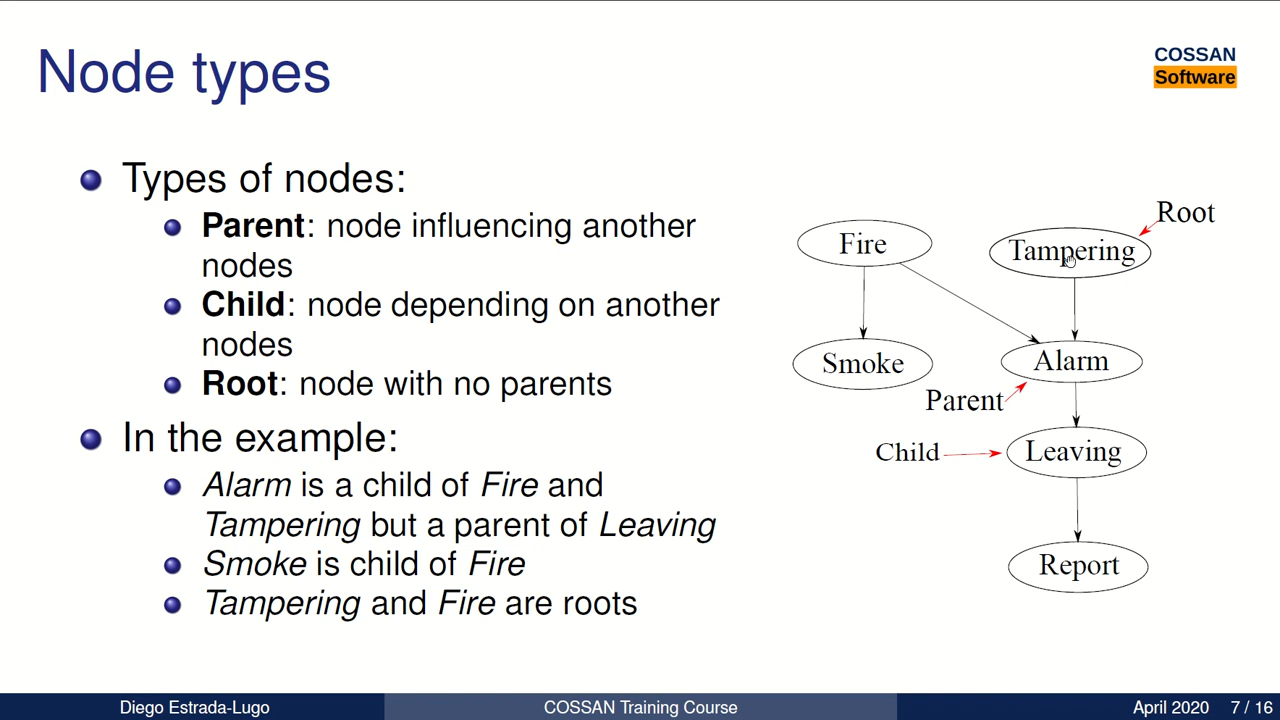 Node types
COSSAN
Software
Types of nodes:
Parent: node influencing another
nodes
Child: node depending on another
nodes
Root: node with no parents
In the example:
Alarm is a child of Fire and
Tampering but a parent of Leaving
Smoke is child of Fire
Tampering and Fire are roots
Root
Fire
Tampering
Smoke
Alarm
Parent
Child
Leaving
Report
Diego Estrada-Lugo
COSSAN Training Course
April 2020 7 / 16